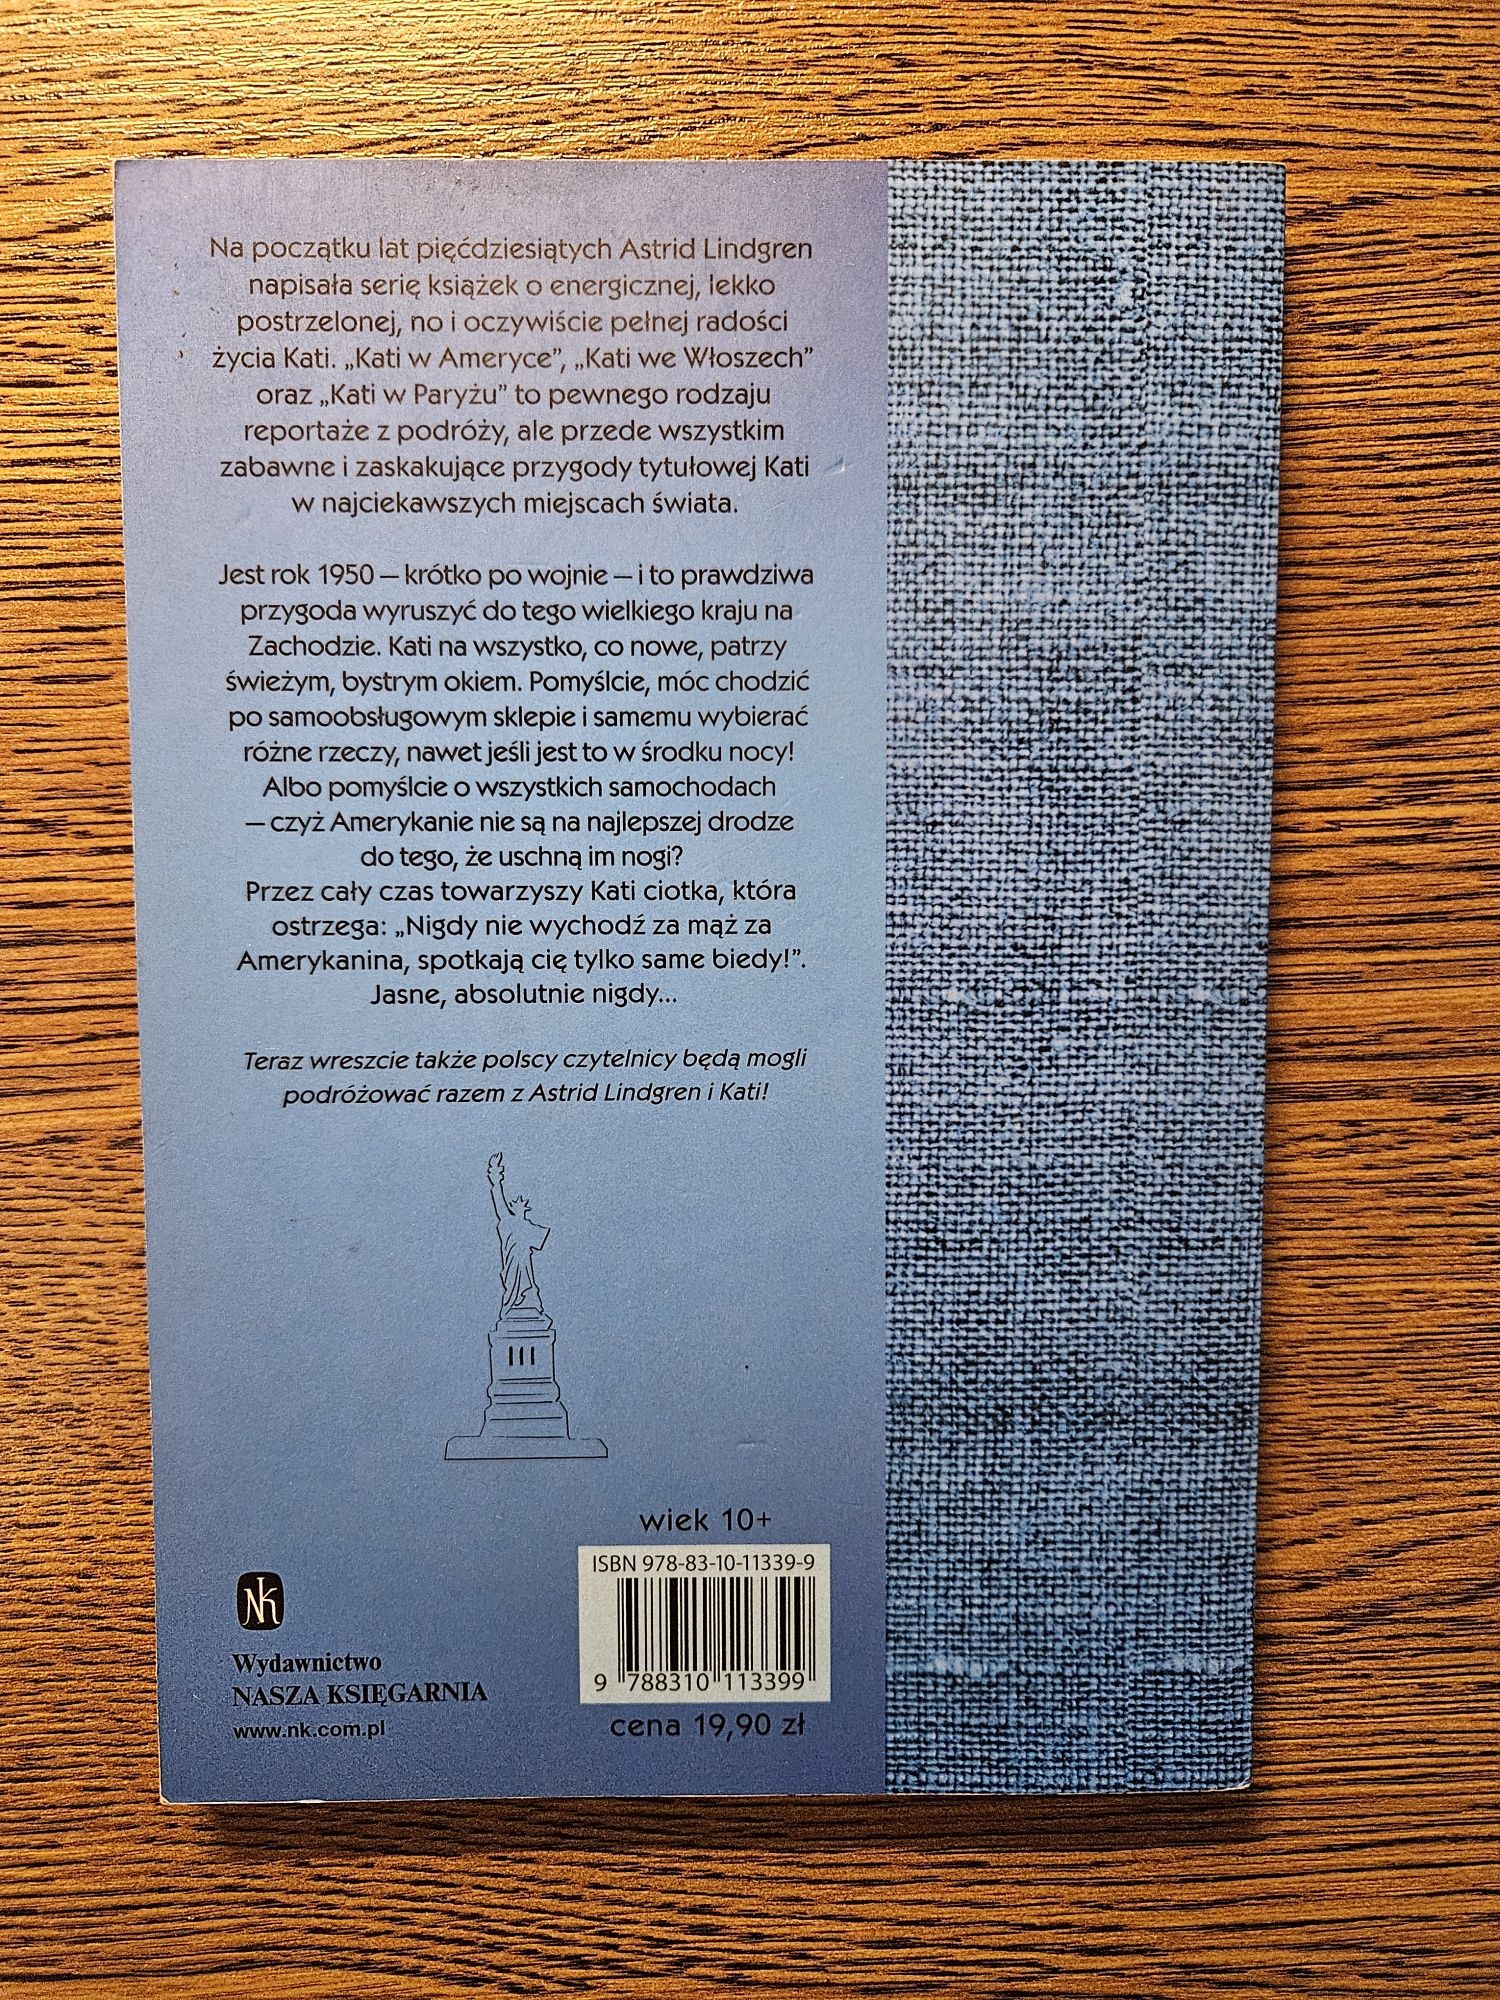 Na początku lat pięćdziesiątych Astrid Lindgren
napisała serię książek o energicznej, lekko
postrzelonej, no i oczywiście pełnej radości
życia Kati. „Kati w Ameryce”, „Kati we Włoszech”
oraz „Kati w Paryżu” to pewnego rodzaju
reportaże z podróży, ale przede wszystkim
zabawne i zaskakujące przygody tytułowej Kati
w najciekawszych miejscach świata.
Jest rok 1950 – krótko po wojnie – i to prawdziwa
przygoda wyruszyć do tego wielkiego kraju na
Zachodzie. Kati na wszystko, co nowe, patrzy
świeżym, bystrym okiem. Pomyślcie, móc chodzić
po samoobsługowym sklepie i samemu wybierać
różne rzeczy, nawet jeśli jest to w środku nocy!
Albo pomyślcie o wszystkich samochodach
– czyż Amerykanie nie są na najlepszej drodze
do tego, że uschną im nogi?
Przez cały czas towarzyszy Kati ciotka, która
ostrzega: „Nigdy nie wychodź za mąż za
Amerykanina, spotkają cię tylko same biedy!”.
Jasne, absolutnie nigdy...
Teraz wreszcie także polscy czytelnicy będą mogli
podróżować razem z Astrid Lindgren i Kati!
wiek 10+
ISBN 978-83-10-11339-9
9 788310 113399
cena 19,90 zł
NK
Wydawnictwo
NASZA KSIĘGARNIA
www.nk.com.pl